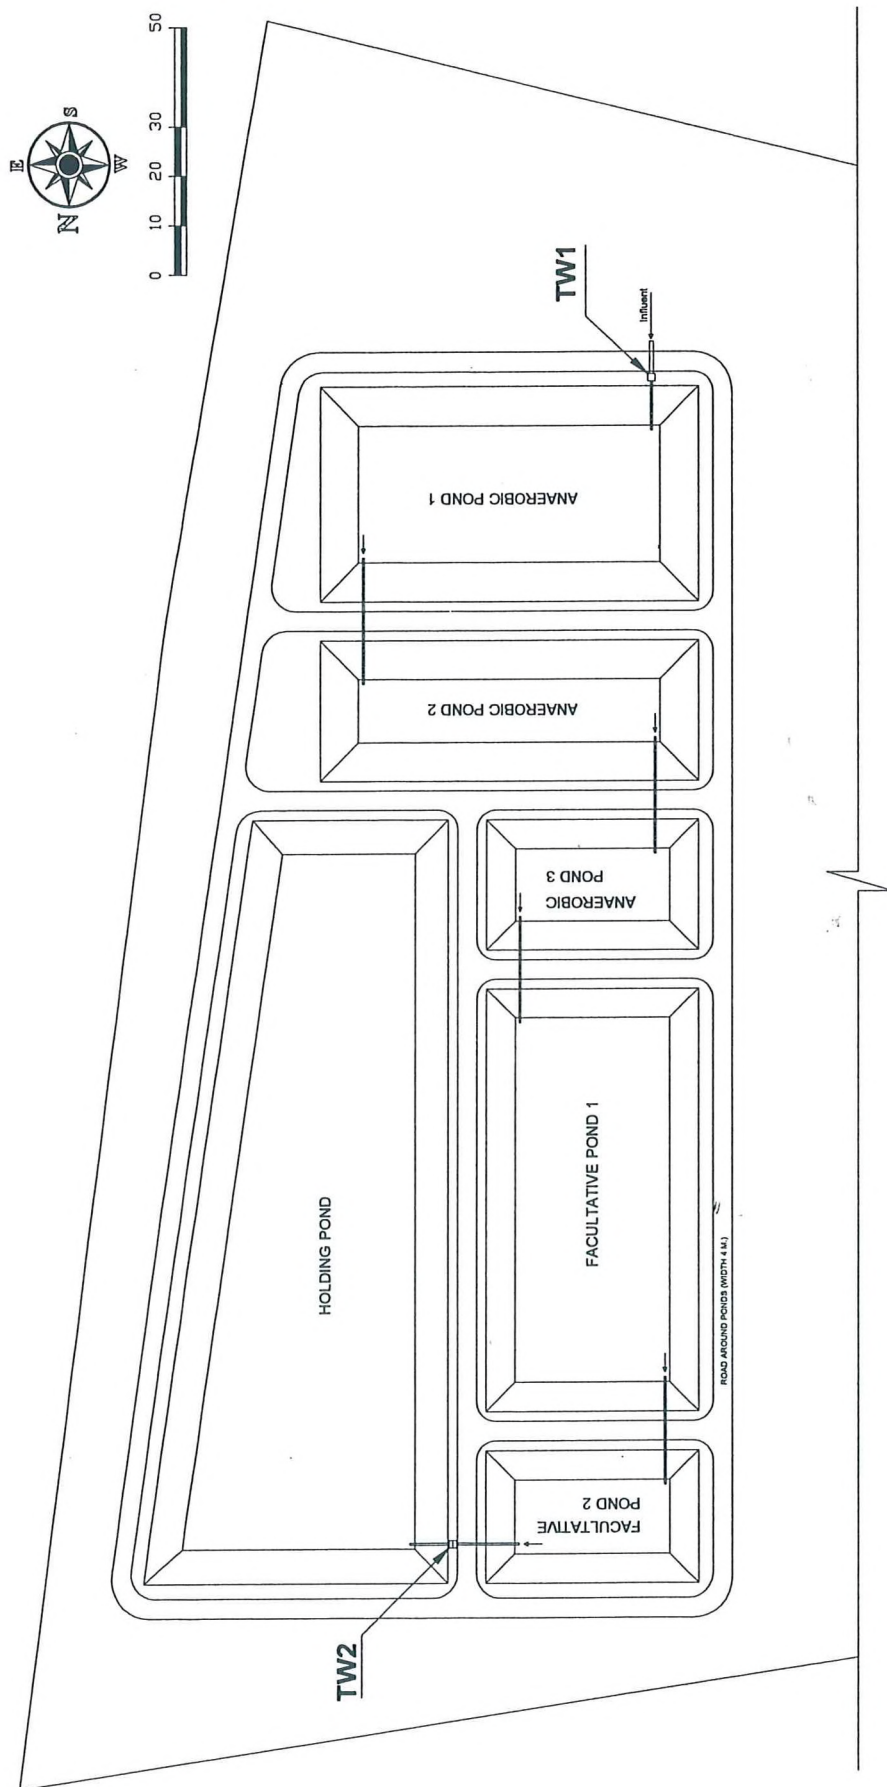 E
N
S
W
0 10 20 30 50
TW1
Influent
ANAEROBIC POND 1
ANAEROBIC POND 2
ANAEROBIC
POND 3
HOLDING POND
FACULTATIVE POND 1
ROAD AROUND PONDS (WIDTH 4 M.)
FACULTATIVE
POND 2
TW2